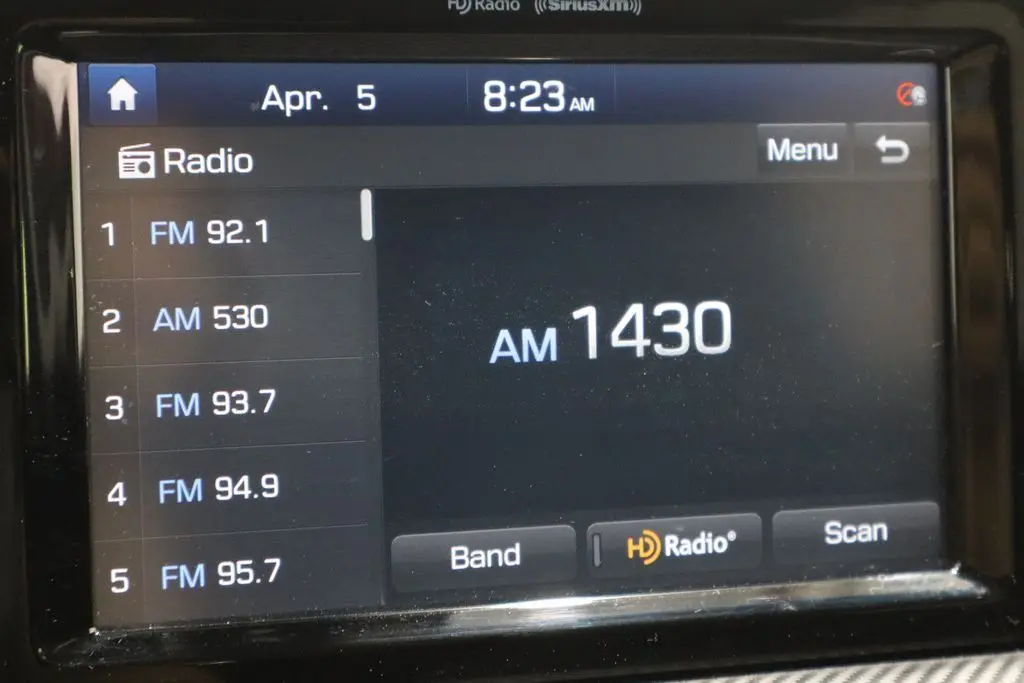 HD Radio ((SiriusXM))
Apr. 5 8:23 AM
Radio Menu
1 FM 92.1
2 AM 530
3 FM 93.7
4 FM 94.9
5 FM 95.7
AM 1430
Band HD Radio® Scan